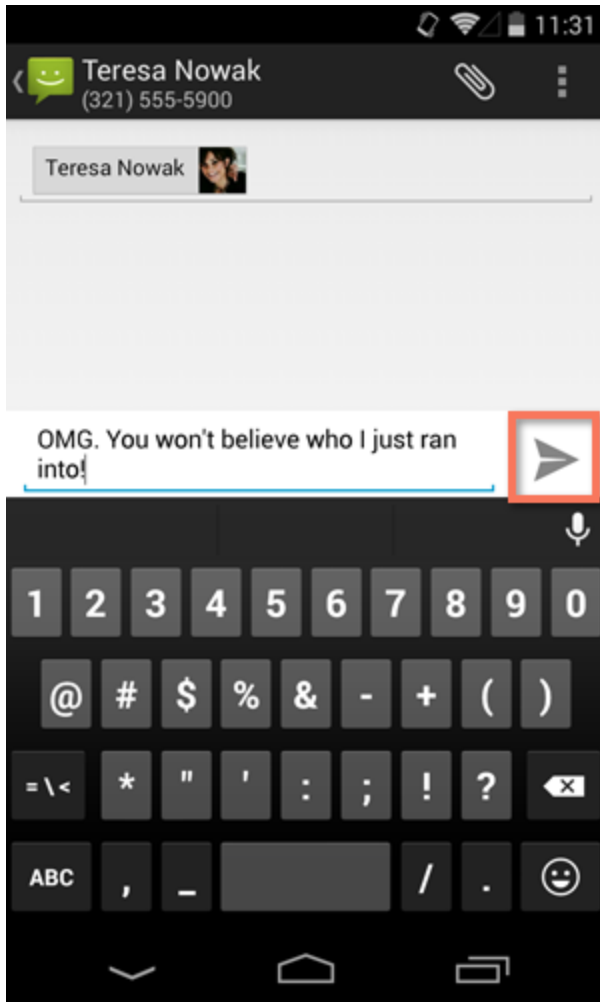 11:31
Teresa Nowak
(321) 555-5900
Teresa Nowak
OMG. You won't believe who I just ran
into!
1 2 3 4 5 6 7 8 9 0
@ # $ % & - + ( )
= \ < * " ' : ; ! ?
ABC , _ / .